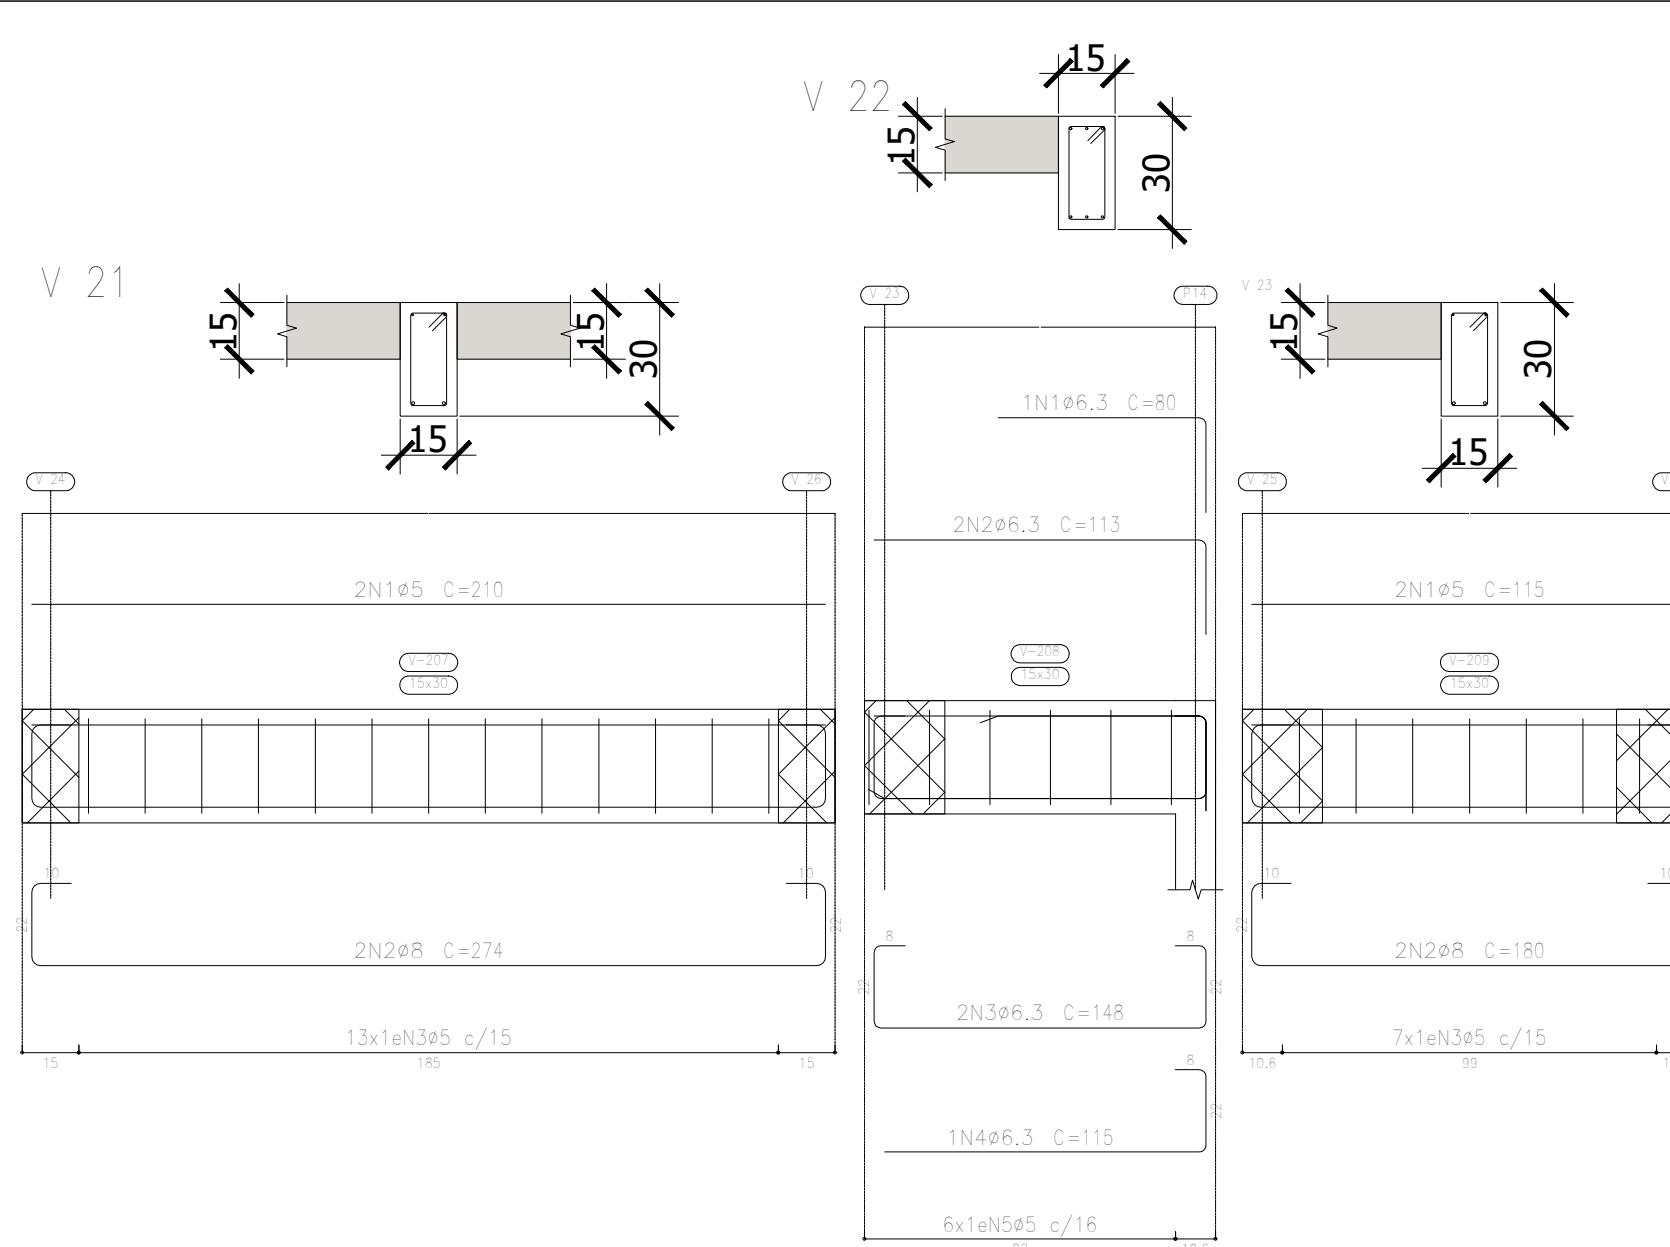 V 22
15
15
30
V 21
15
15
30
15
V 24
V 26
2N1ø5 C=210
V-207
15x30
10
10
22
22
2N2ø8 C=274
13x1eN3ø5 c/15
15
185
15
V 23
P14
1N1ø6.3 C=80
2N2ø6.3 C=113
V-208
15x30
8
8
22
22
2N3ø6.3 C=148
8
22
1N4ø6.3 C=115
6x1eN5ø5 c/16
V 23
15
30
15
V 25
2N1ø5 C=115
V-209
15x30
10
22
2N2ø8 C=180
7x1eN3ø5 c/15
10.6
99